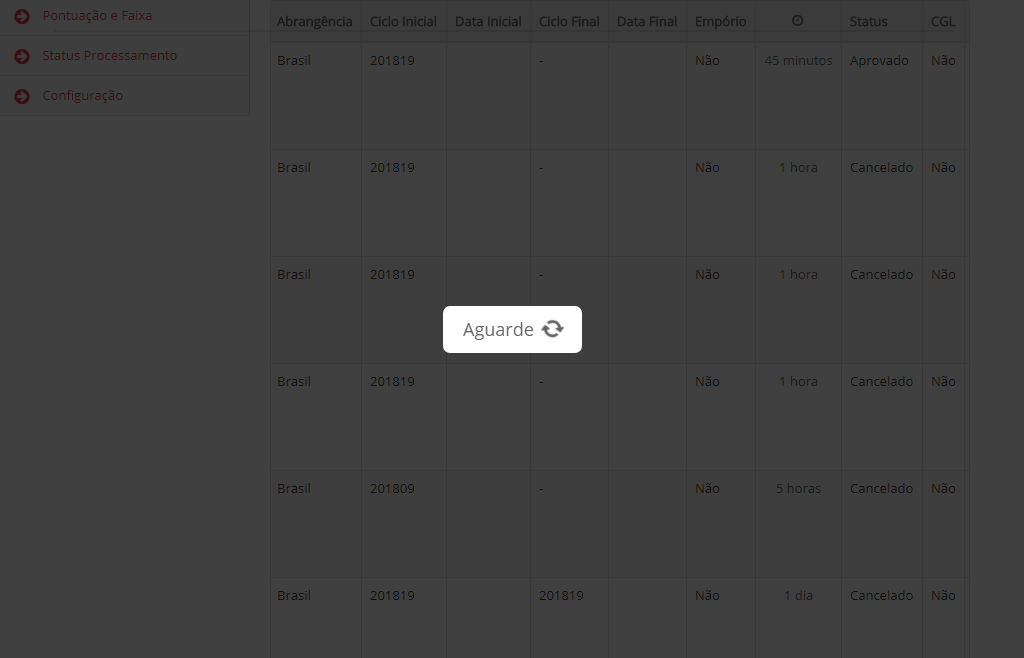 Pontuação e Faixa
Status Processamento
Configuração
Abrangência Ciclo Inicial Data Inicial Ciclo Final Data Final Empório Status CGL
Brasil 201819 - Não 45 minutos Aprovado Não
Brasil 201819 - Não 1 hora Cancelado Não
Brasil 201819 - Não 1 hora Cancelado Não
Aguarde
Brasil 201819 - Não 1 hora Cancelado Não
Brasil 201809 - Não 5 horas Cancelado Não
Brasil 201819 201819 Não 1 dia Cancelado Não